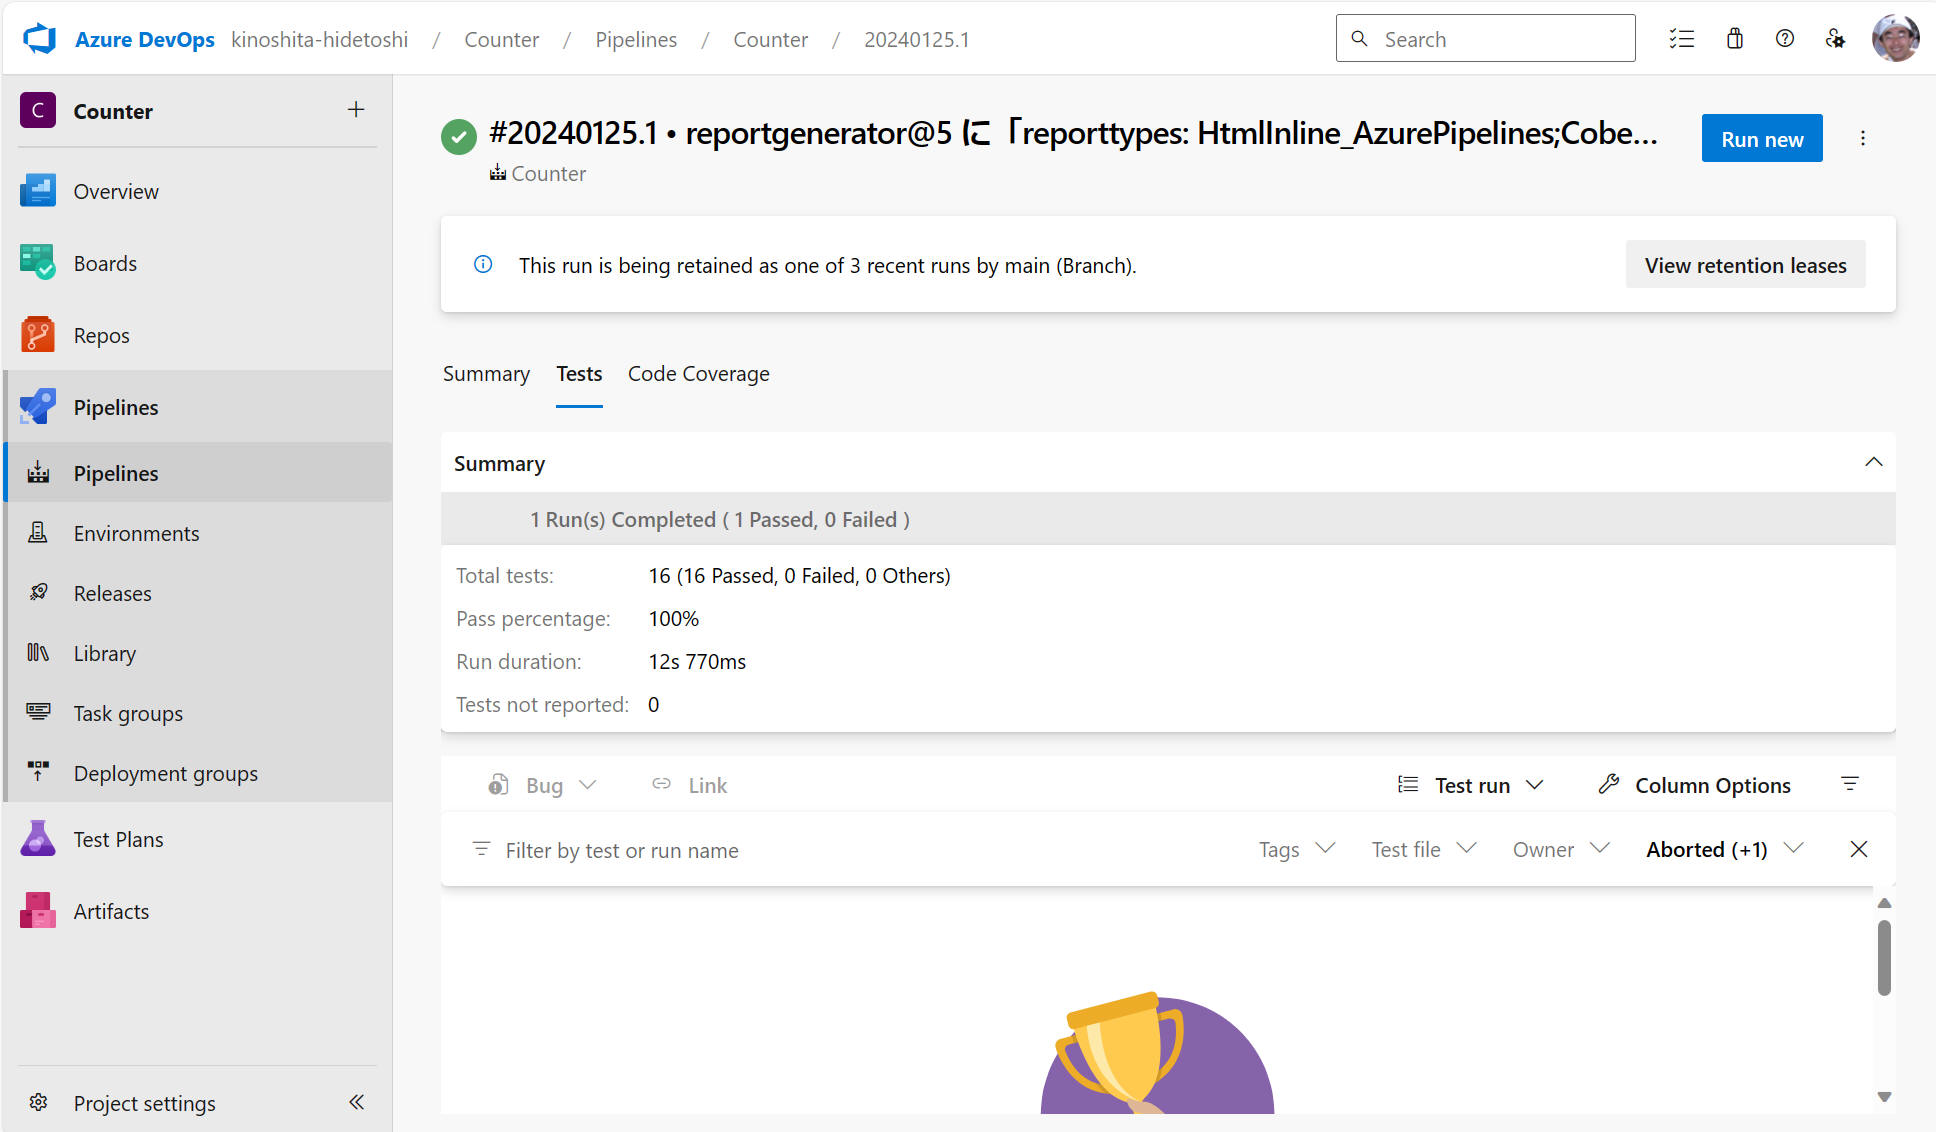 Azure DevOps kinoshita-hidetoshi / Counter / Pipelines / Counter / 20240125.1
Search
C Counter
Overview
Boards
Repos
Pipelines
Pipelines
Environments
Releases
Library
Task groups
Deployment groups
Test Plans
Artifacts
Project settings
#20240125.1 • reportgenerator@5 に「reporttypes: HtmlInline_AzurePipelines;Cobe...
Run new
Counter
This run is being retained as one of 3 recent runs by main (Branch).
View retention leases
Summary Tests Code Coverage
Summary
1 Run(s) Completed ( 1 Passed, 0 Failed )
Total tests: 16 (16 Passed, 0 Failed, 0 Others)
Pass percentage: 100%
Run duration: 12s 770ms
Tests not reported: 0
Bug Link Test run Column Options
Filter by test or run name Tags Test file Owner Aborted (+1)